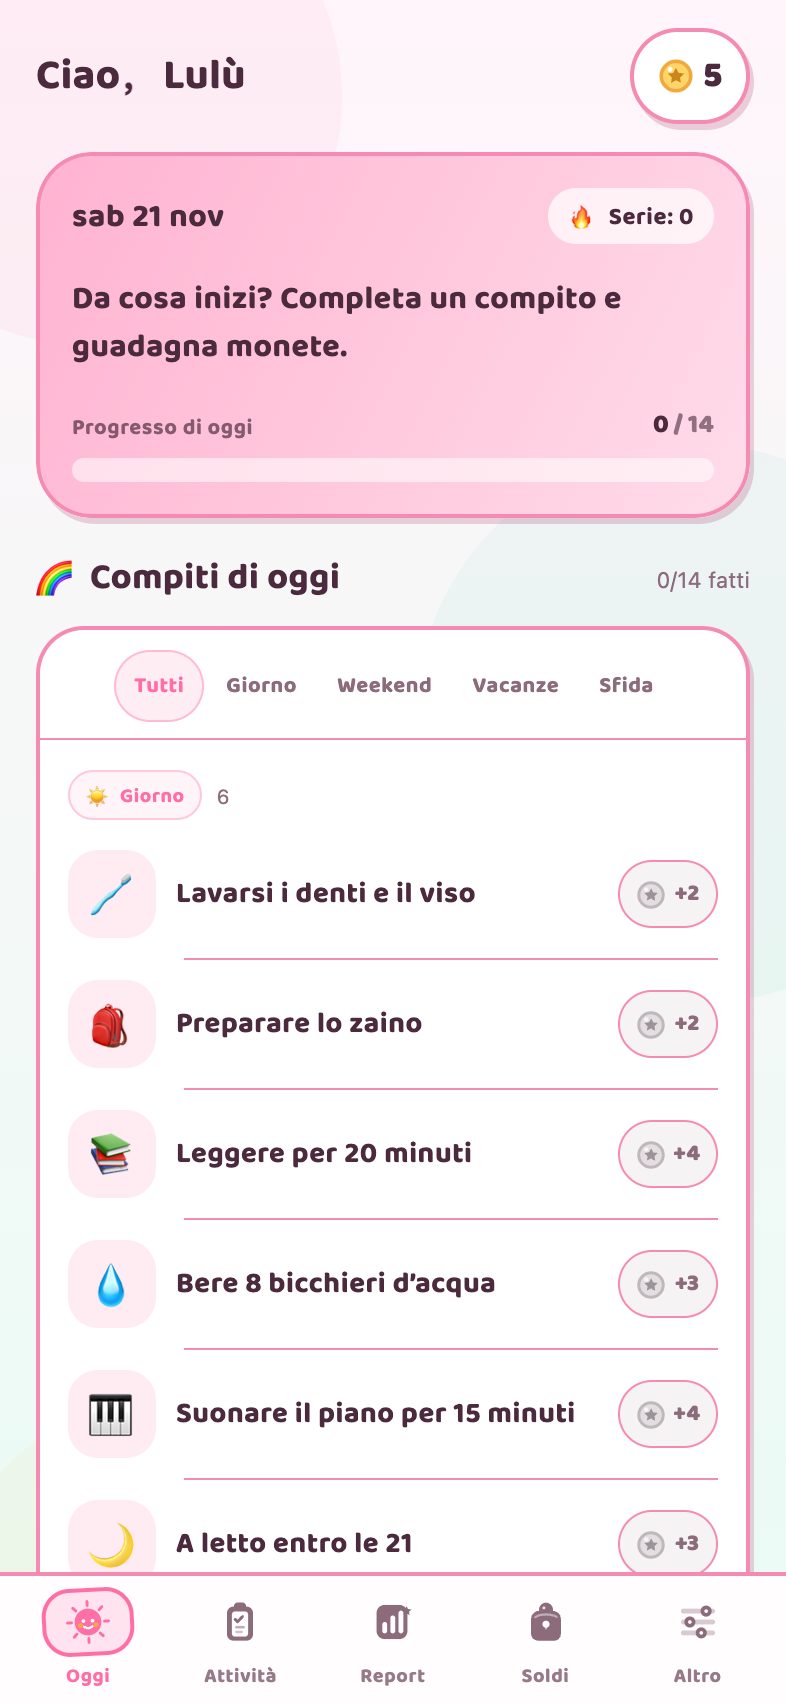 Ciao, Lulù
5
sab 21 nov
Serie: 0
Da cosa inizi? Completa un compito e
guadagna monete.
Progresso di oggi
0 / 14
Compiti di oggi
0/14 fatti
Tutti Giorno Weekend Vacanze Sfida
Giorno 6
Lavarsi i denti e il viso +2
Preparare lo zaino +2
Leggere per 20 minuti +4
Bere 8 bicchieri d’acqua +3
Suonare il piano per 15 minuti +4
A letto entro le 21 +3
Oggi Attività Report Soldi Altro